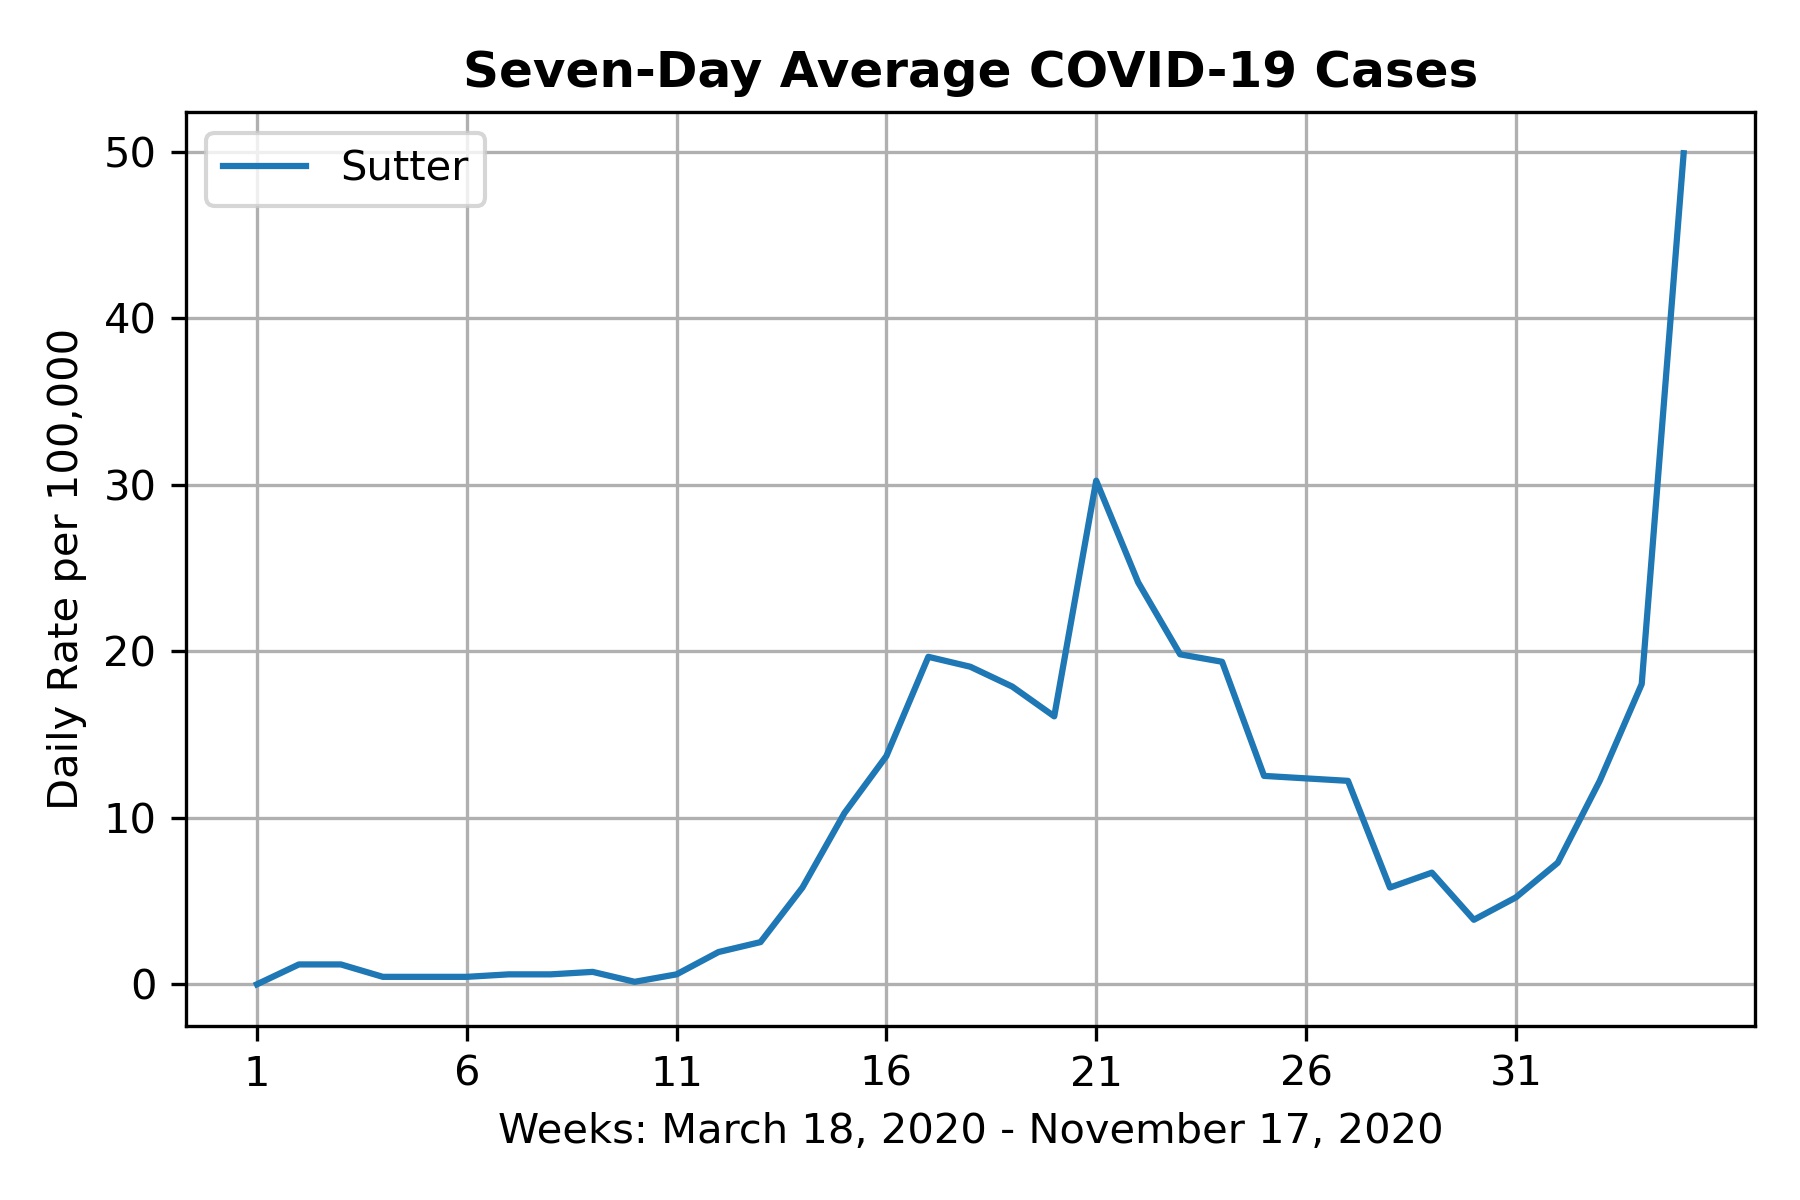 Seven-Day Average COVID-19 Cases
Sutter
50
40
30
20
10
0
Daily Rate per 100,000
1 6 11 16 21 26 31
Weeks: March 18, 2020 - November 17, 2020